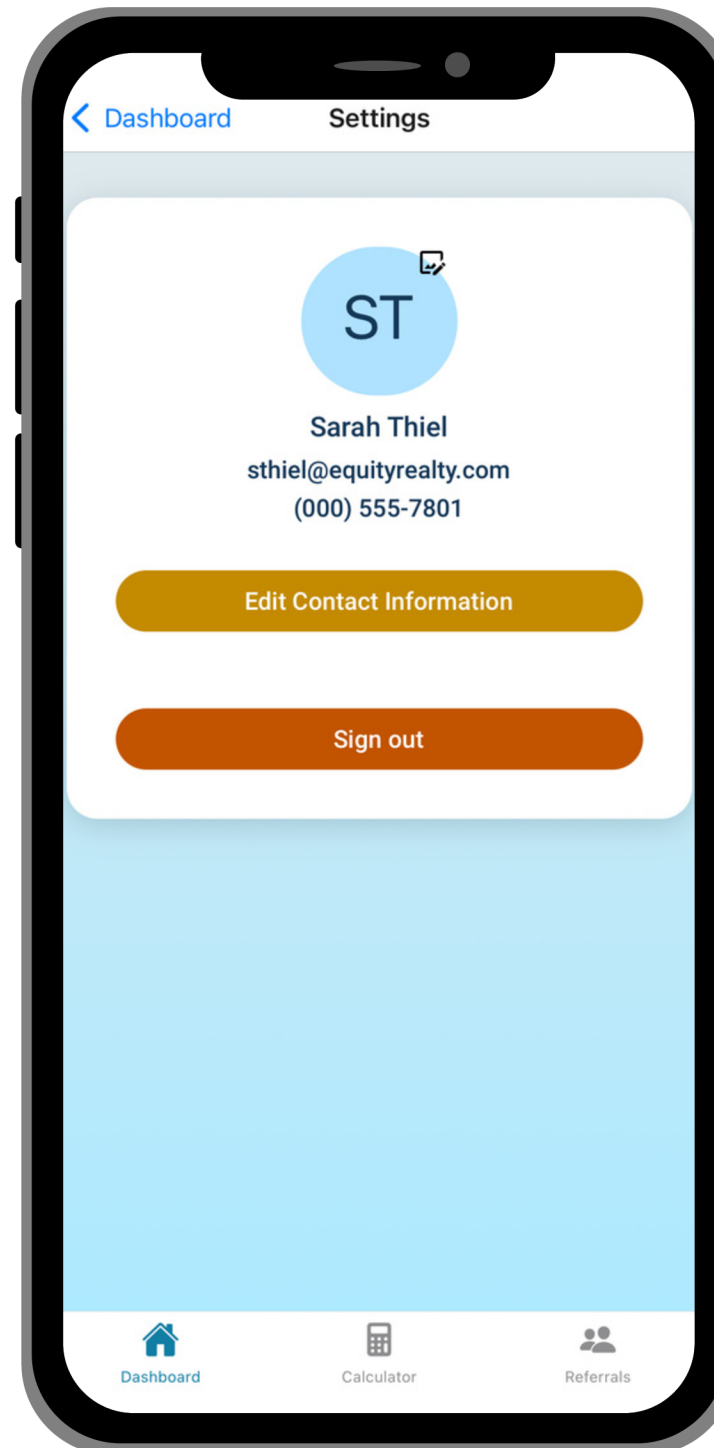 Dashboard Settings
ST
Sarah Thiel
sthiel@equityrealty.com
(000) 555-7801
Edit Contact Information
Sign out
Dashboard Calculator Referrals